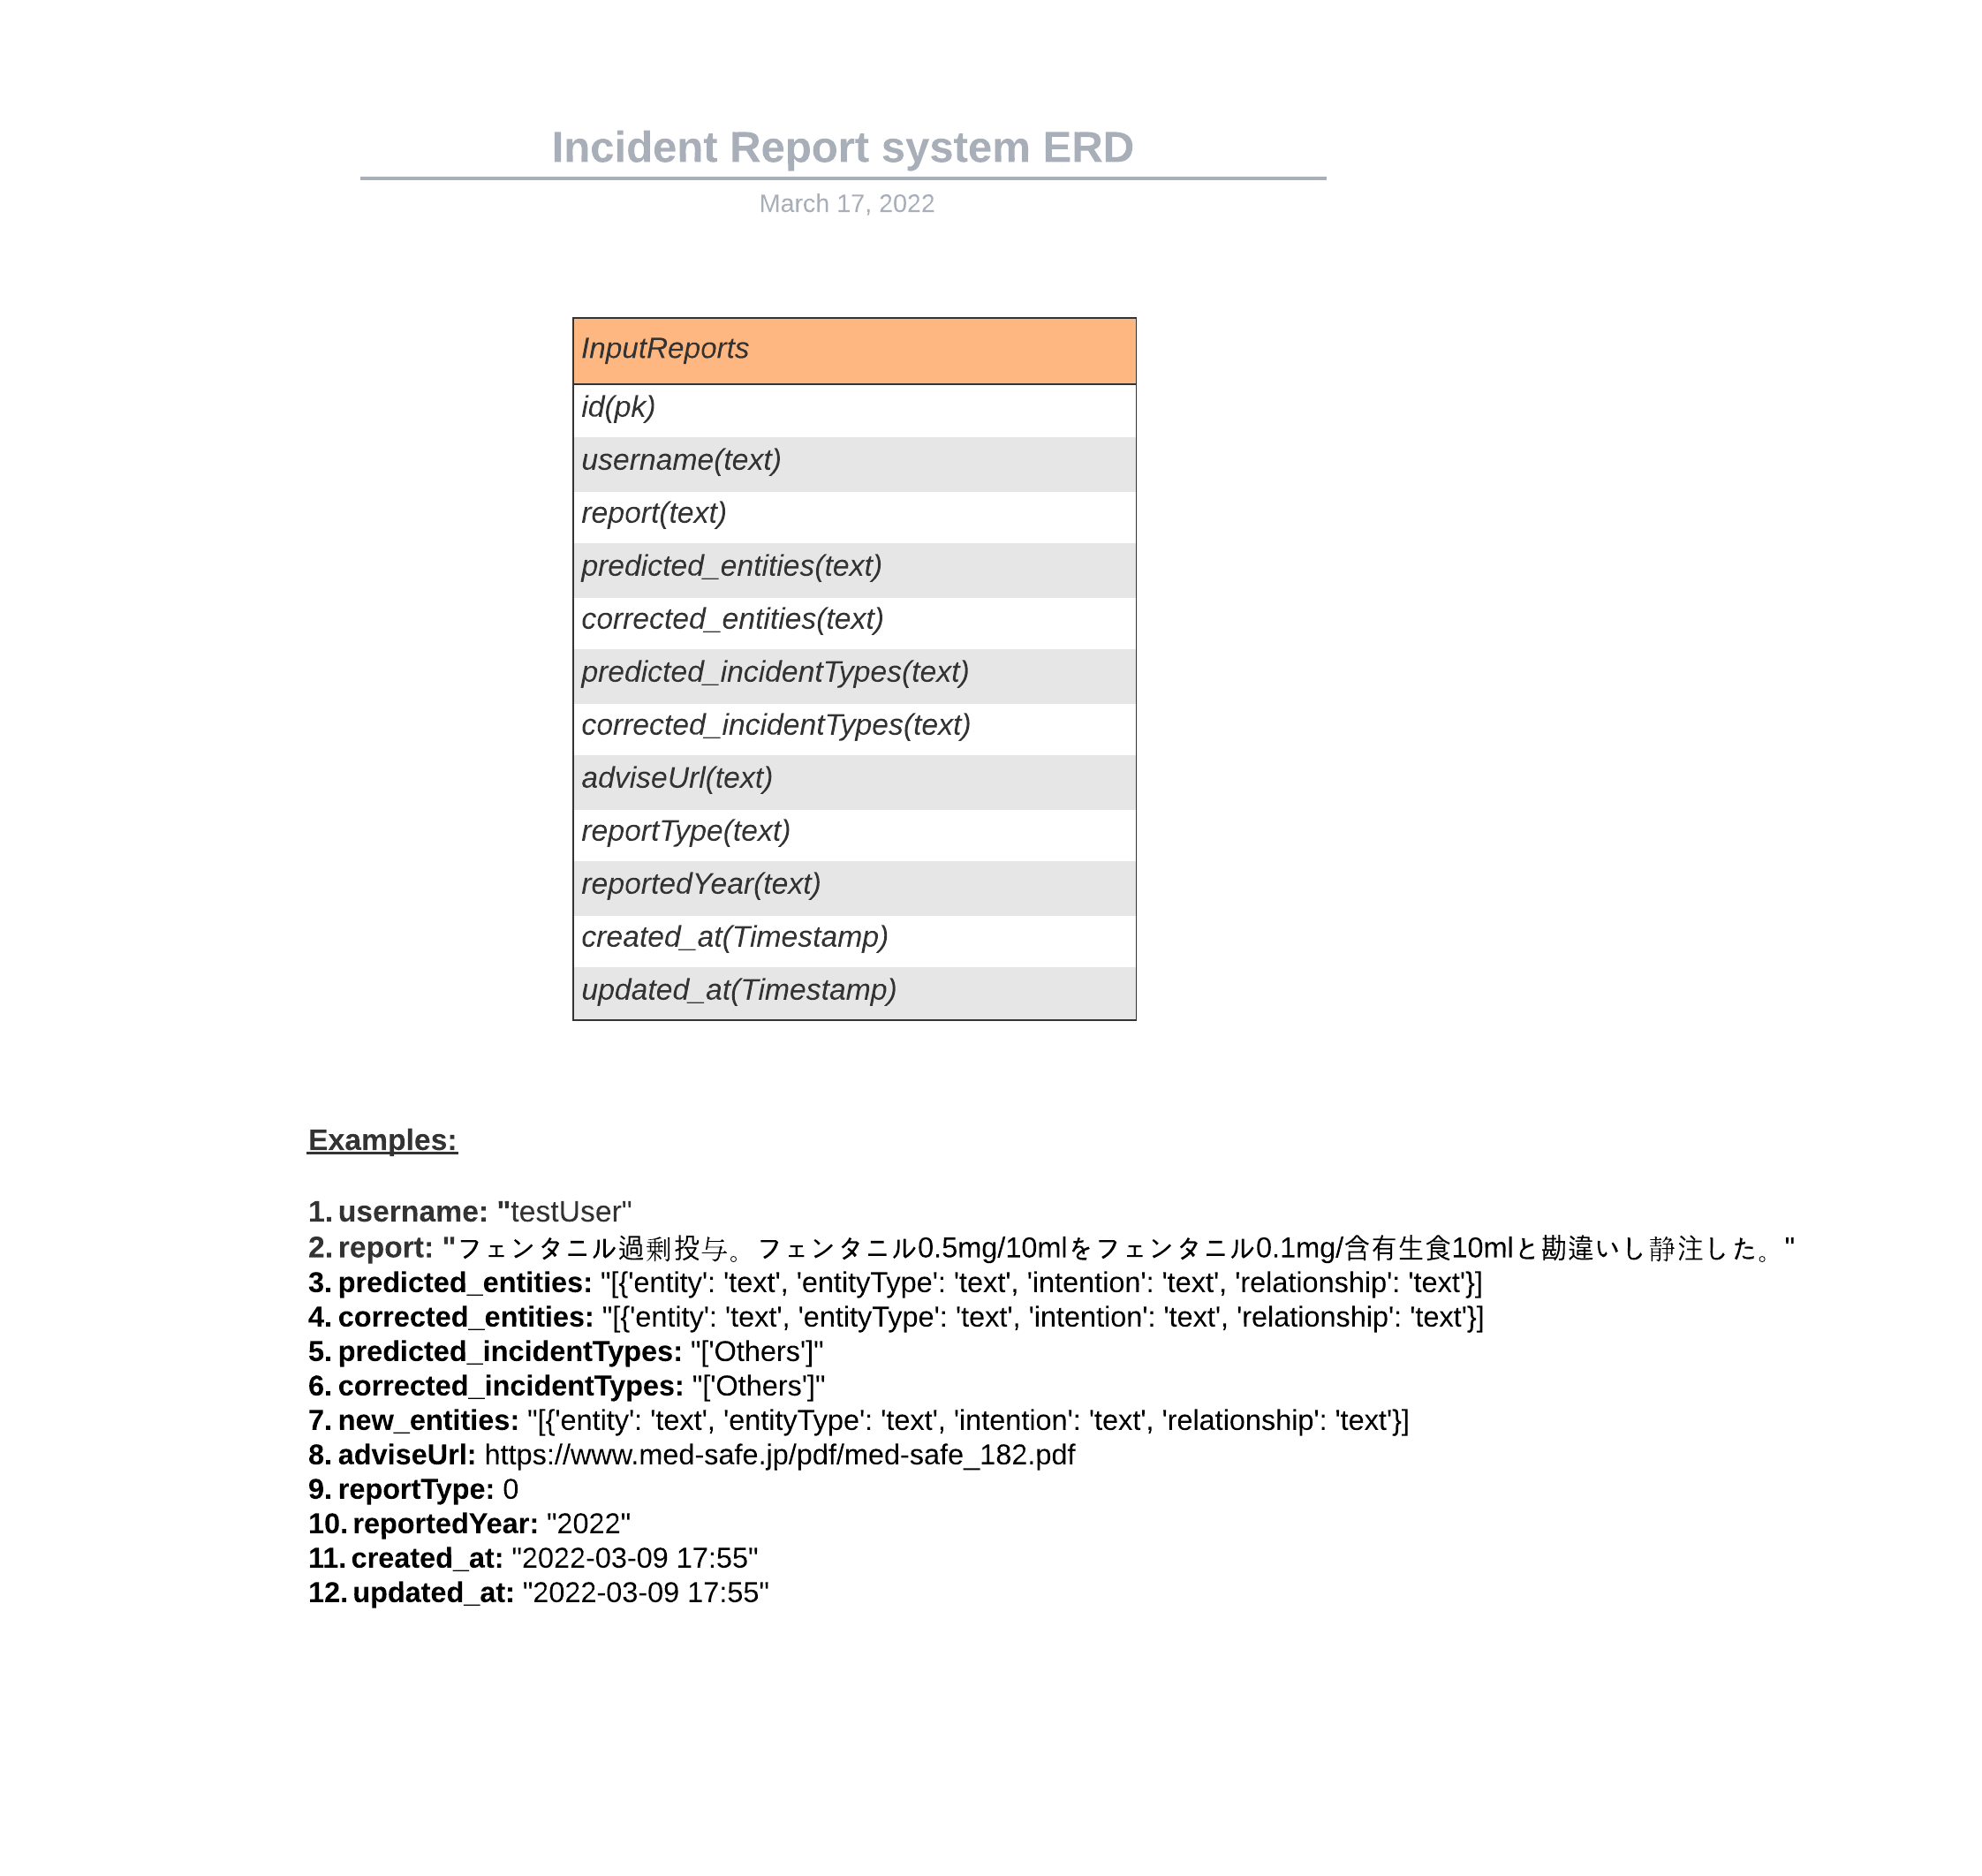 Incident Report system ERD
March 17, 2022
InputReports
id(pk)
username(text)
report(text)
predicted_entities(text)
corrected_entities(text)
predicted_incidentTypes(text)
corrected_incidentTypes(text)
adviseUrl(text)
reportType(text)
reportedYear(text)
created_at(Timestamp)
updated_at(Timestamp)
Examples:
1. username: "testUser"
2. report: "フェンタニル過剰投与。フェンタニル0.5mg/10mlをフェンタニル0.1mg/含有生食10mlと勘違いし静注した。"
3. predicted_entities: "[{'entity': 'text', 'entityType': 'text', 'intention': 'text', 'relationship': 'text'}]
4. corrected_entities: "[{'entity': 'text', 'entityType': 'text', 'intention': 'text', 'relationship': 'text'}]
5. predicted_incidentTypes: "['Others']"
6. corrected_incidentTypes: "['Others']"
7. new_entities: "[{'entity': 'text', 'entityType': 'text', 'intention': 'text', 'relationship': 'text'}]
8. adviseUrl: https://www.med-safe.jp/pdf/med-safe_182.pdf
9. reportType: 0
10. reportedYear: "2022"
11. created_at: "2022-03-09 17:55"
12. updated_at: "2022-03-09 17:55"